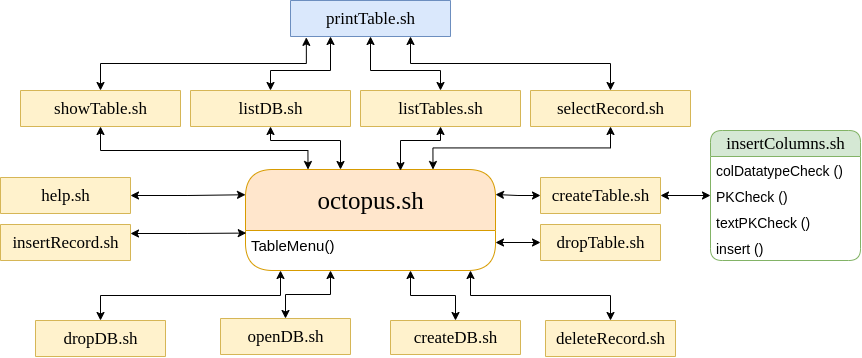 printTable.sh
showTable.sh
listDB.sh
listTables.sh
selectRecord.sh
insertColumns.sh
colDatatypeCheck ()
PKCheck ()
textPKCheck ()
insert ()
help.sh
octopus.sh
createTable.sh
insertRecord.sh
TableMenu()
dropTable.sh
dropDB.sh
openDB.sh
createDB.sh
deleteRecord.sh